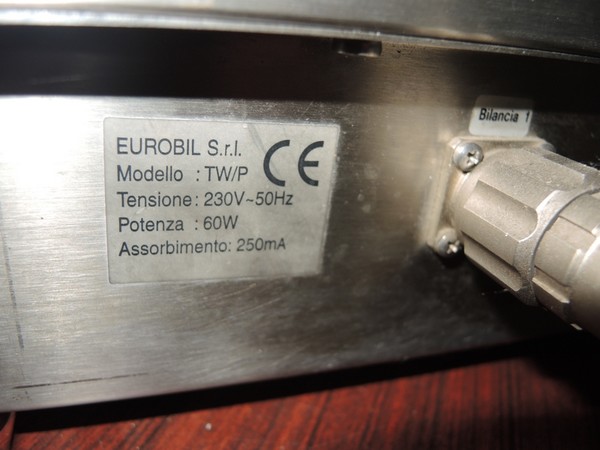 EUROBIL S.r.l. CE
Modello : TW/P
Tensione: 230V~50Hz
Potenza : 60W
Assorbimento: 250mA
Bilancia 1